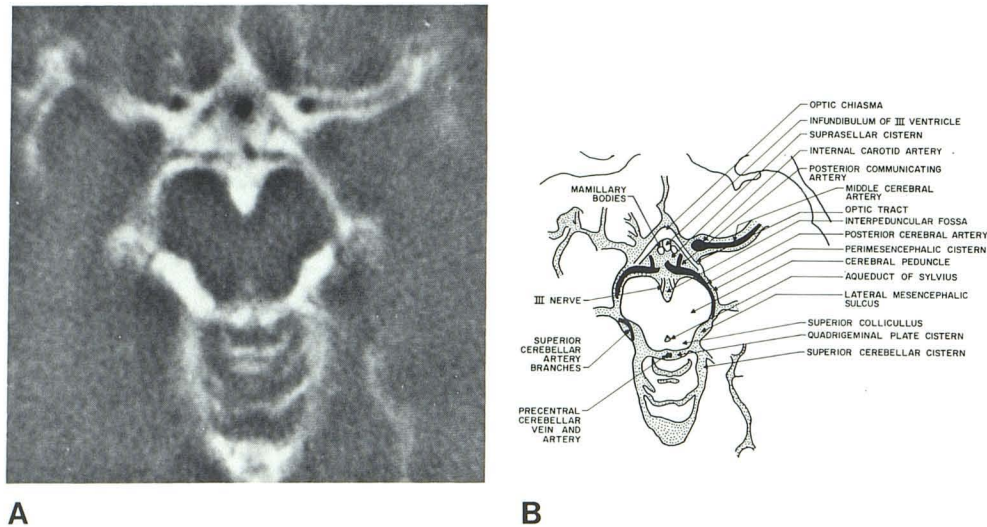 OPTIC CHIASMA
INFUNDIBULUM OF III VENTRICLE
SUPRASELLAR CISTERN
INTERNAL CAROTID ARTERY
POSTERIOR COMMUNICATING
ARTERY
MIDDLE CEREBRAL
ARTERY
OPTIC TRACT
INTERPEDUNCULAR FOSSA
POSTERIOR CEREBRAL ARTERY
PERIMESENCEPHALIC CISTERN
CEREBRAL PEDUNCLE
AQUEDUCT OF SYLVIUS
LATERAL MESENCEPHALIC
SULCUS
SUPERIOR COLLICULLUS
QUADRIGEMINAL PLATE CISTERN
SUPERIOR CEREBELLAR CISTERN
MAMILLARY
BODIES
III NERVE
SUPERIOR
CEREBELLAR
ARTERY
BRANCHES
PRECENTRAL
CEREBELLAR
VEIN AND
ARTERY
A
B